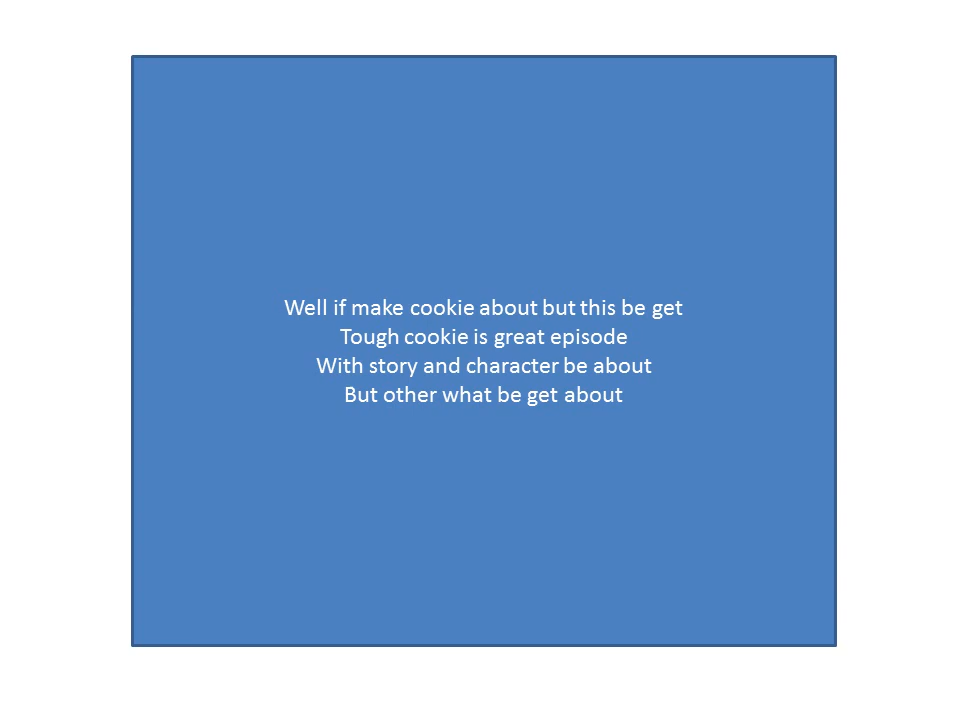 Well if make cookie about but this be get
Tough cookie is great episode
With story and character be about
But other what be get about